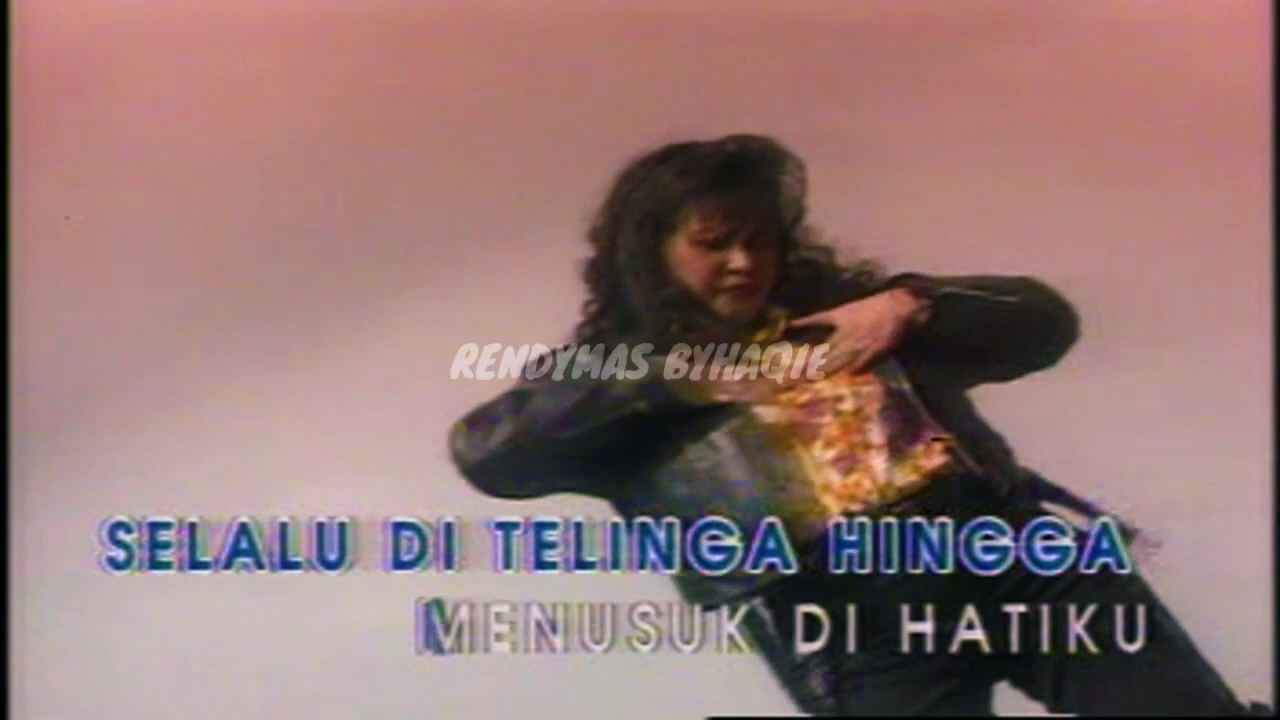 RENDYMAS BYHAQIE
SELALU DI TELINGA HINGGA
MENUSUK DI HATIKU